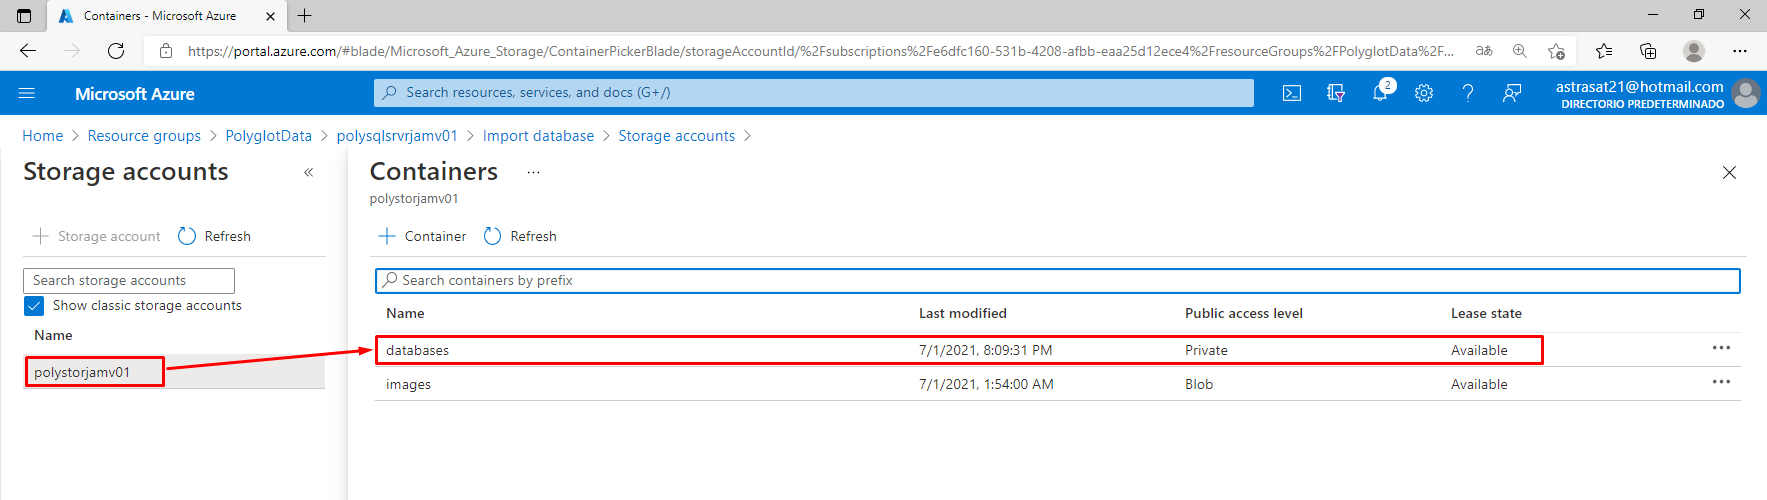 Containers - Microsoft Azure
https://portal.azure.com/#blade/Microsoft_Azure_Storage/ContainerPickerBlade/storageAccountId/%2Fsubscriptions%2Fe6dfc160-531b-4208-afbb-eaa25d12ece4%2FresourceGroups%2FPolyglotData%2F...
aあ
Microsoft Azure
Search resources, services, and docs (G+/)
2
astrasat21@hotmail.com
DIRECTORIO PREDETERMINADO
Home > Resource groups > PolyglotData > polysqlsrvrjamv01 > Import database > Storage accounts >
Storage accounts «
Containers ...
polystorjamv01
+ Storage account Refresh
+ Container Refresh
Search storage accounts
Search containers by prefix
Show classic storage accounts
Name
polystorjamv01
Name Last modified Public access level Lease state
databases 7/1/2021, 8:09:31 PM Private Available ...
images 7/1/2021, 1:54:00 AM Blob Available ...